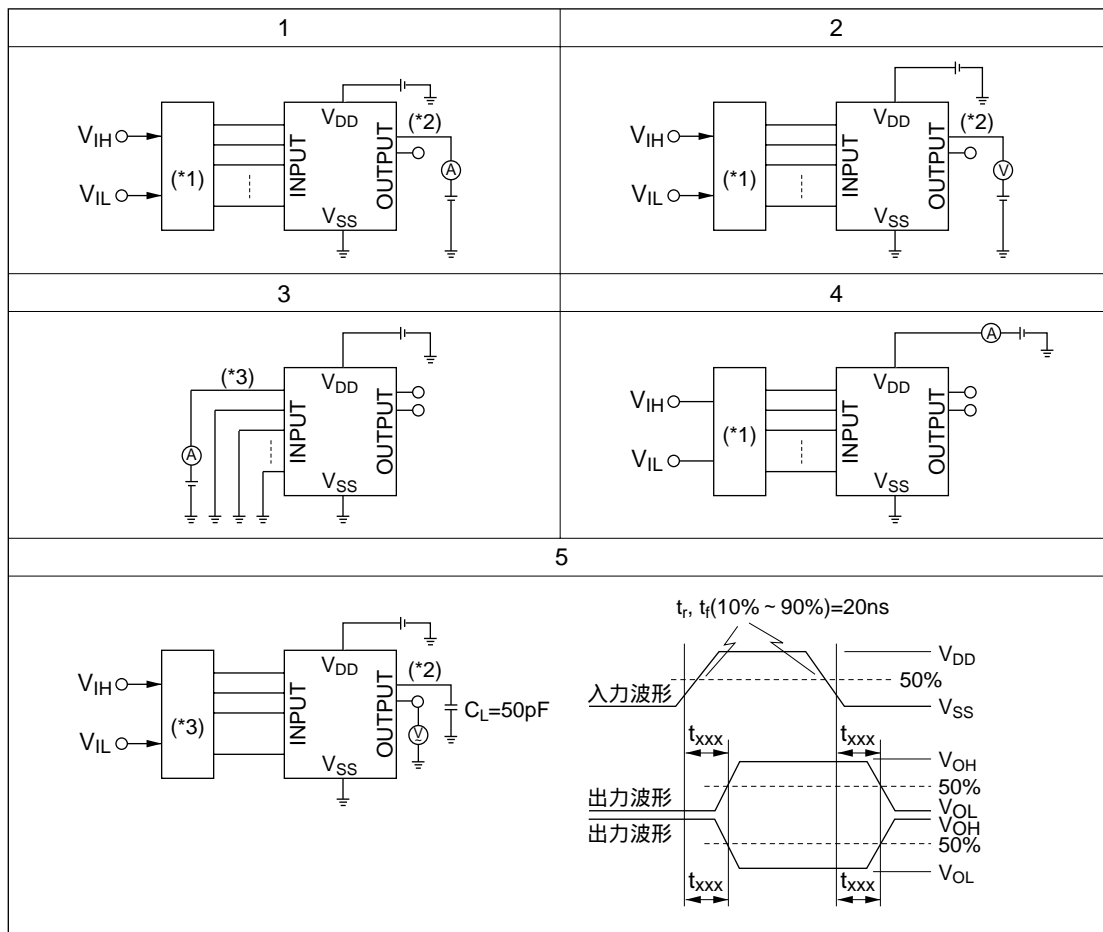 1
2
VDD
(*2)
VIH
VIL
(*1)
INPUT
OUTPUT
A
VSS
VDD
(*2)
VIH
VIL
(*1)
INPUT
OUTPUT
V
VSS
3
4
(*3)
VDD
A
INPUT
OUTPUT
VSS
A
VDD
VIH
VIL
(*1)
INPUT
OUTPUT
VSS
5
VDD
(*2)
VIH
VIL
(*3)
INPUT
OUTPUT
V
CL=50pF
VSS
tr, tf(10% ~ 90%)=20ns
VDD
50%
入力波形
VSS
txxx
txxx
VOH
50%
出力波形
VOL
出力波形
VOH
50%
VOL
txxx
txxx